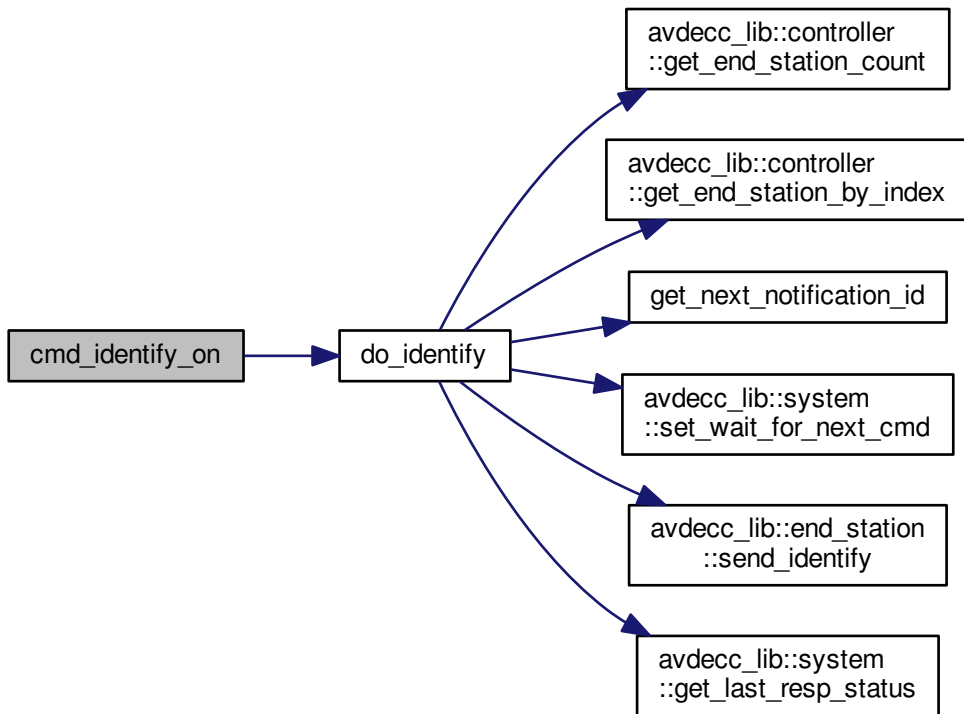 cmd_identify_on
do_identify
avdecc_lib::controller
::get_end_station_count
avdecc_lib::controller
::get_end_station_by_index
get_next_notification_id
avdecc_lib::system
::set_wait_for_next_cmd
avdecc_lib::end_station
::send_identify
avdecc_lib::system
::get_last_resp_status